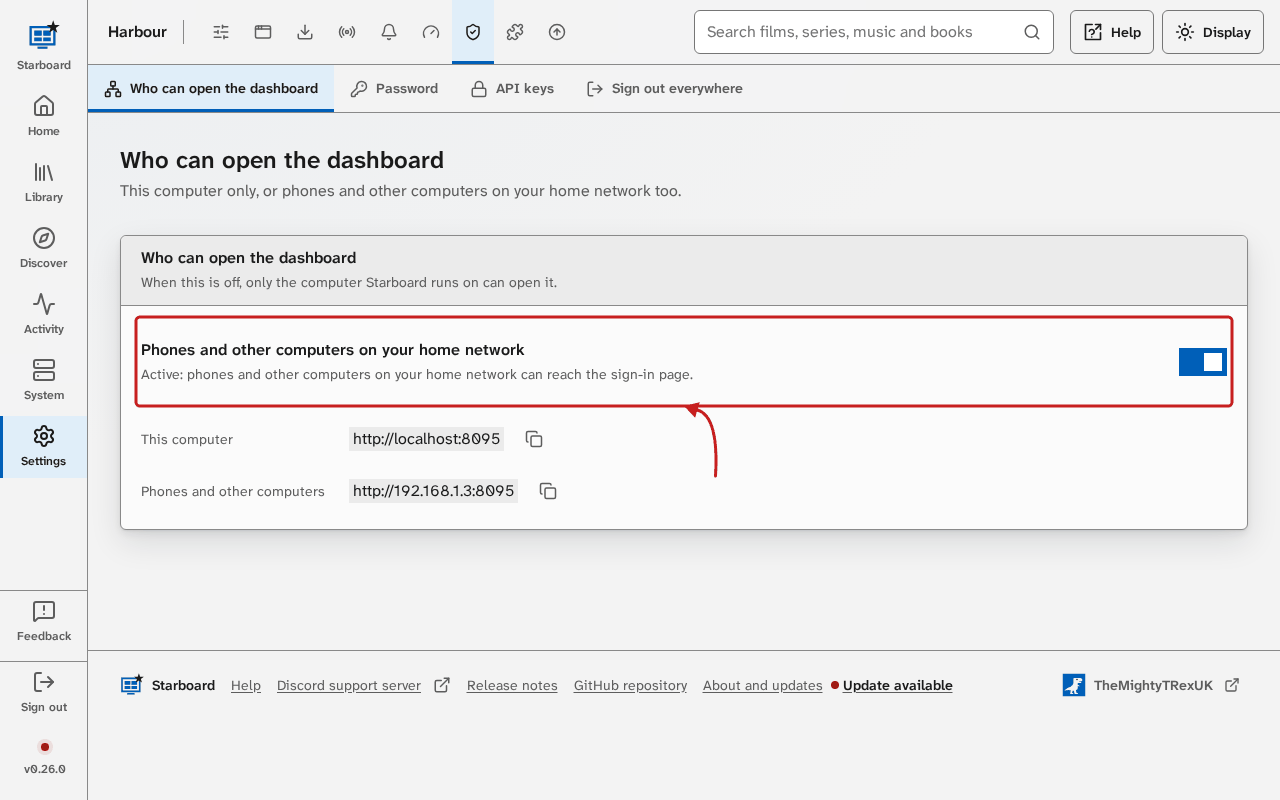 Starboard
Home
Library
Discover
Activity
System
Settings
Feedback
Sign out
v0.26.0
Harbour
Search films, series, music and books
Help
Display
Who can open the dashboard
Password
API keys
Sign out everywhere
Who can open the dashboard
This computer only, or phones and other computers on your home network too.
Who can open the dashboard
When this is off, only the computer Starboard runs on can open it.
Phones and other computers on your home network
Active: phones and other computers on your home network can reach the sign-in page.
This computer http://localhost:8095
Phones and other computers http://192.168.1.3:8095
Starboard Help Discord support server Release notes GitHub repository About and updates Update available TheMightyTRexUK